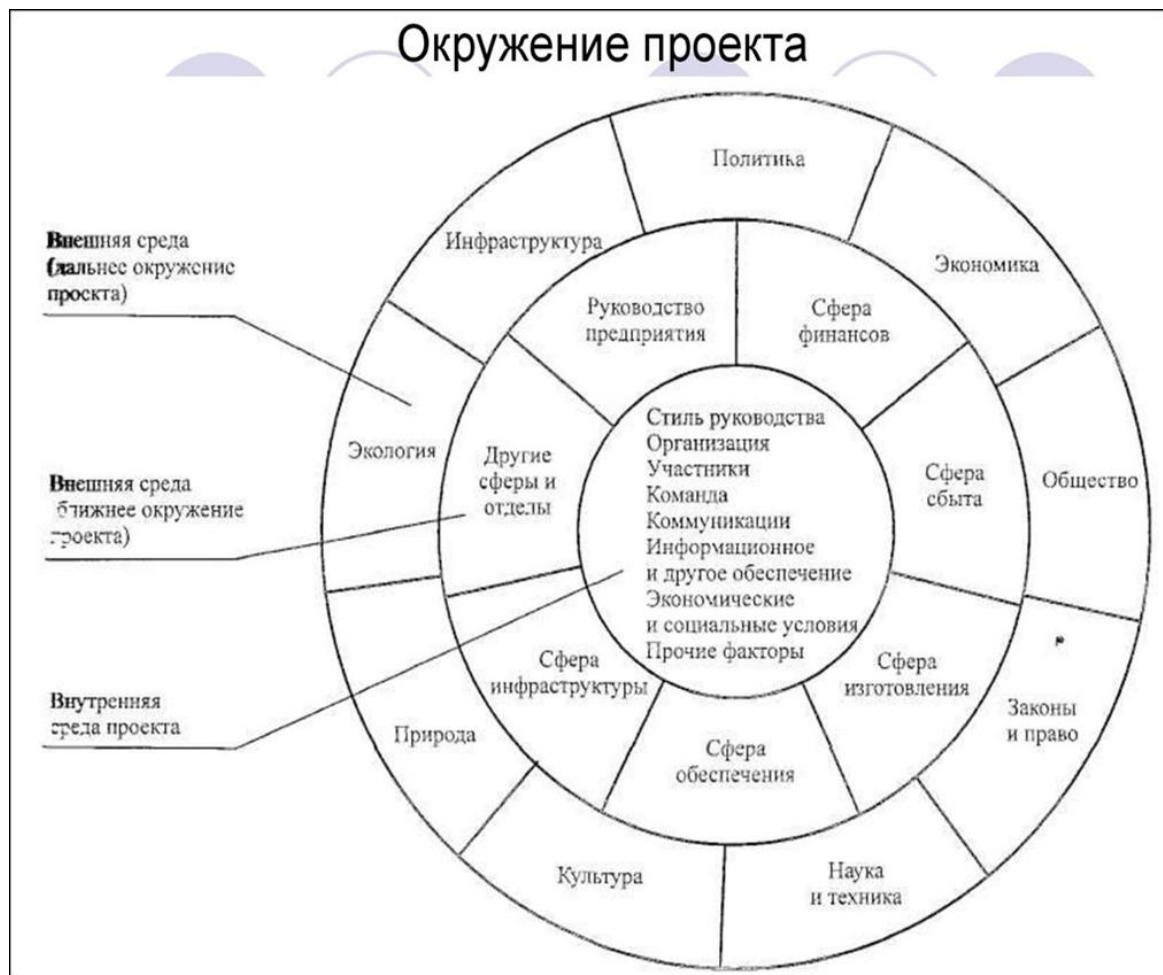 Окружение проекта
Политика
Инфраструктура
Экономика
Внешняя среда
(дальнее окружение
проекта)
Руководство
предприятия
Сфера
финансов
Экология
Другие
сферы и
отделы
Стиль руководства
Организация
Участники
Команда
Коммуникации
Информационное
и другое обеспечение
Экономические
и социальные условия
Прочие факторы
Сфера
сбыта
Общество
Внешняя среда
ближнее окружение
проекта)
Сфера
инфраструктуры
Сфера
изготовления
Внутренняя
среда проекта
Природа
Сфера
обеспечения
Законы
и право
Культура
Наука
и техника